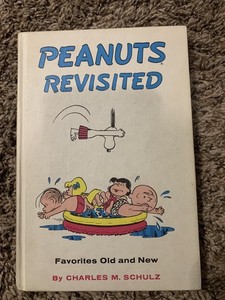 PEANUTS
REVISITED
Favorites Old and New
By CHARLES M. SCHULZ